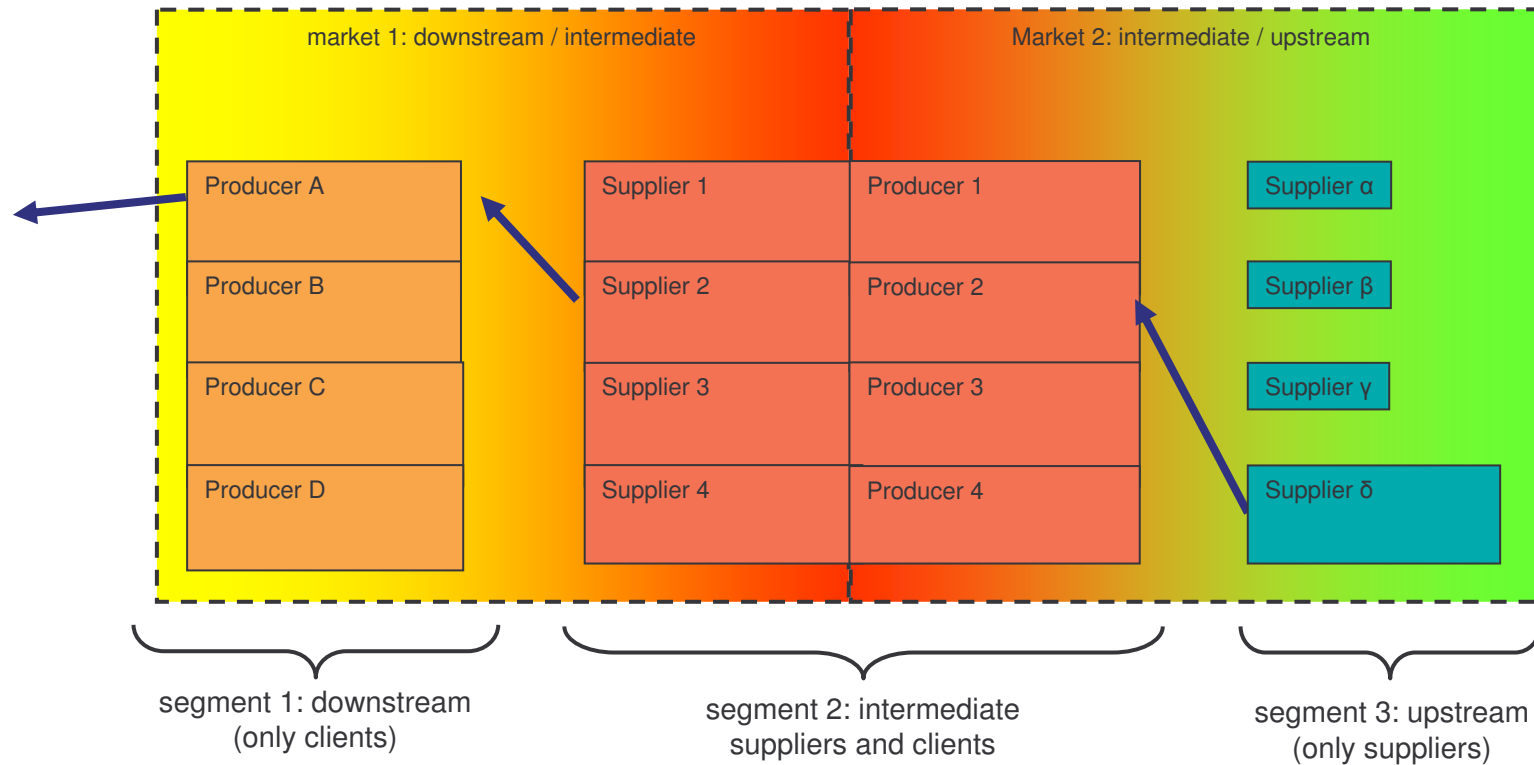 market 1: downstream / intermediate
Market 2: intermediate / upstream
Producer A
Supplier 1
Producer 1
Supplier α
Producer B
Supplier 2
Producer 2
Supplier β
Producer C
Supplier 3
Producer 3
Supplier γ
Producer D
Supplier 4
Producer 4
Supplier δ
segment 1: downstream
(only clients)
segment 2: intermediate
suppliers and clients
segment 3: upstream
(only suppliers)